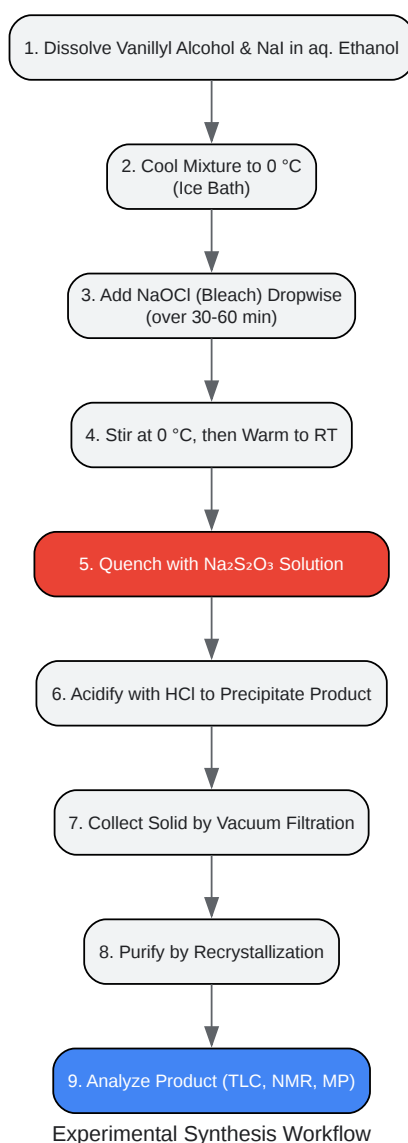 1. Dissolve Vanillyl Alcohol & NaI in aq. Ethanol
2. Cool Mixture to 0 °C
(Ice Bath)
3. Add NaOCl (Bleach) Dropwise
(over 30-60 min)
4. Stir at 0 °C, then Warm to RT
5. Quench with Na₂S₂O₃ Solution
6. Acidify with HCl to Precipitate Product
7. Collect Solid by Vacuum Filtration
8. Purify by Recrystallization
9. Analyze Product (TLC, NMR, MP)
Experimental Synthesis Workflow